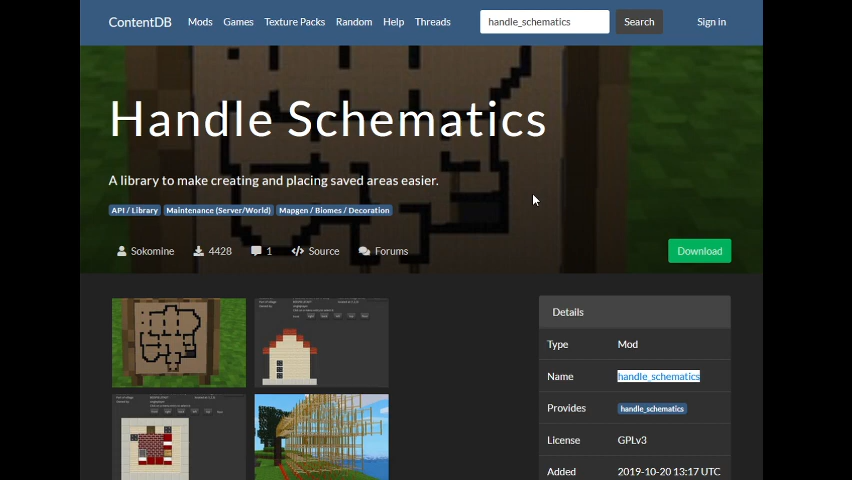 ContentDB Mods Games Texture Packs Random Help Threads handle_schematics Search Sign in
Handle Schematics
A library to make creating and placing saved areas easier.
API / Library Maintenance (Server/World) Mapgen / Biomes / Decoration
Sokomine 4428 1 Source Forums Download
Details
Type Mod
Name handle_schematics
Provides handle_schematics
License GPLv3
Added 2019-10-20 13:17 UTC